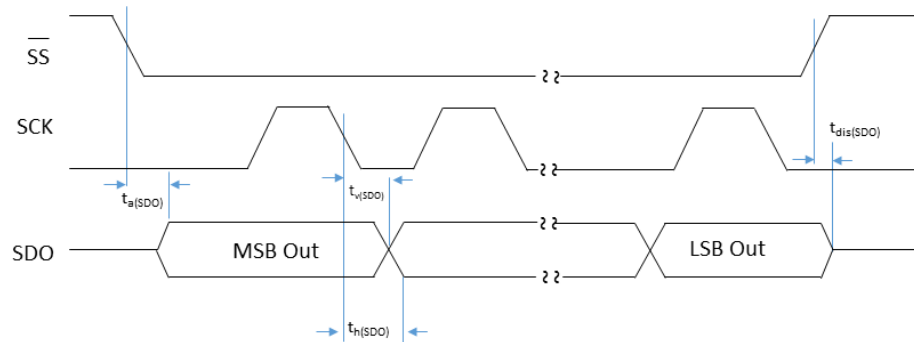 SS
SCK
t_dis(SDO)
t_a(SDO)
t_v(SDO)
SDO
MSB Out
LSB Out
t_h(SDO)